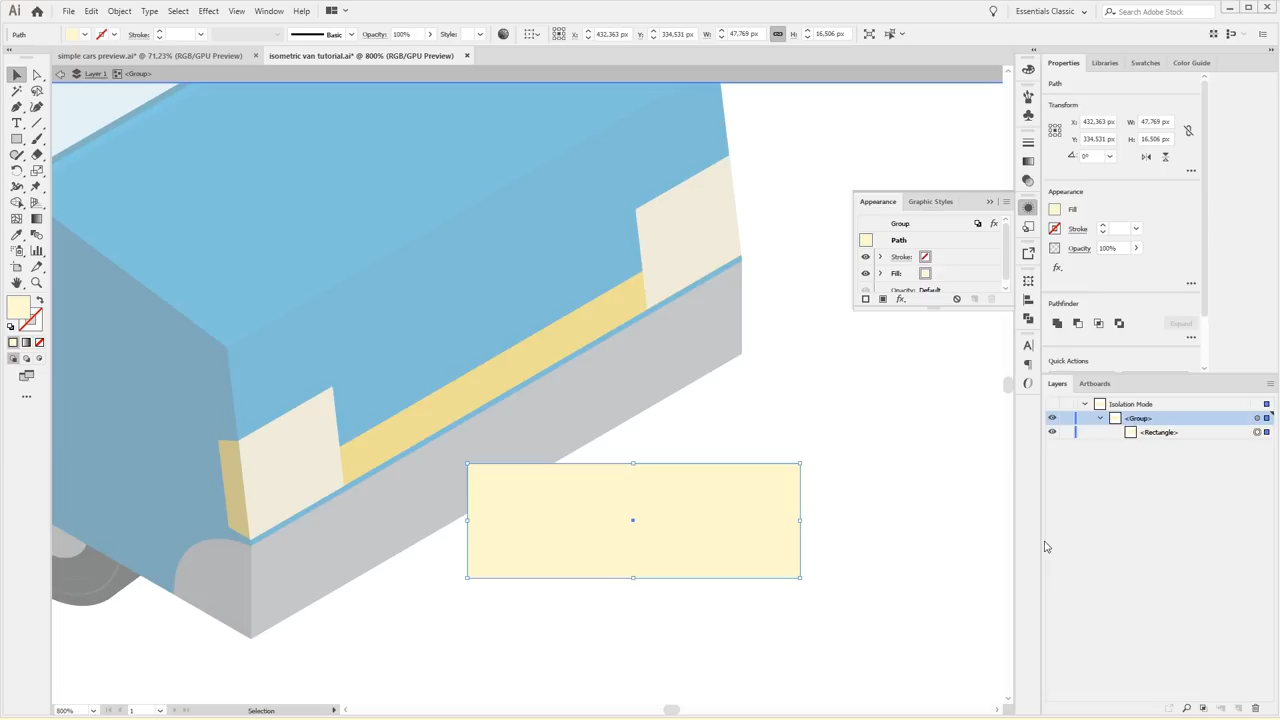 Ai File Edit Object Type Select Effect View Window Help Essentials Classic Search Adobe Stock
Path Stroke: Basic Opacity: 100% Style: X: 432,363 px Y: 334,531 px W: 47,769 px H: 16,506 px
simple cars preview.ai* @ 71,23% (RGB/GPU Preview) × isometric van tutorial.ai* @ 800% (RGB/GPU Preview) ×
Layer 1 <Group>
Properties Libraries Swatches Color Guide
Path
Transform
X: 432,363 px W: 47,769 px
Y: 334,531 px H: 16,506 px
0°
Appearance
Fill
Stroke
Opacity 100%
fx.
Pathfinder
Expand
Quick Actions
Appearance Graphic Styles
Group fx
Path
Stroke:
Fill:
Opacity: Default
fx.
Layers Artboards
Isolation Mode
<Group>
<Rectangle>
800% 1 Selection